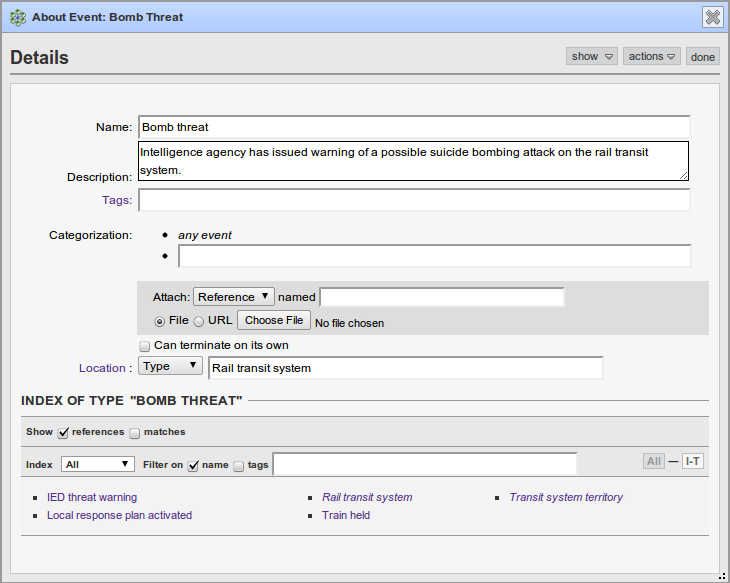 About Event: Bomb Threat
Details
show actions done
Name: Bomb threat
Intelligence agency has issued warning of a possible suicide bombing attack on the rail transit
system.
Description:
Tags:
Categorization: • any event
•
Attach: Reference named
File URL Choose File No file chosen
Can terminate on its own
Location : Type Rail transit system
INDEX OF TYPE "BOMB THREAT"
Show references matches
Index All Filter on name tags All — I-T
IED threat warning Rail transit system Transit system territory
Local response plan activated Train held